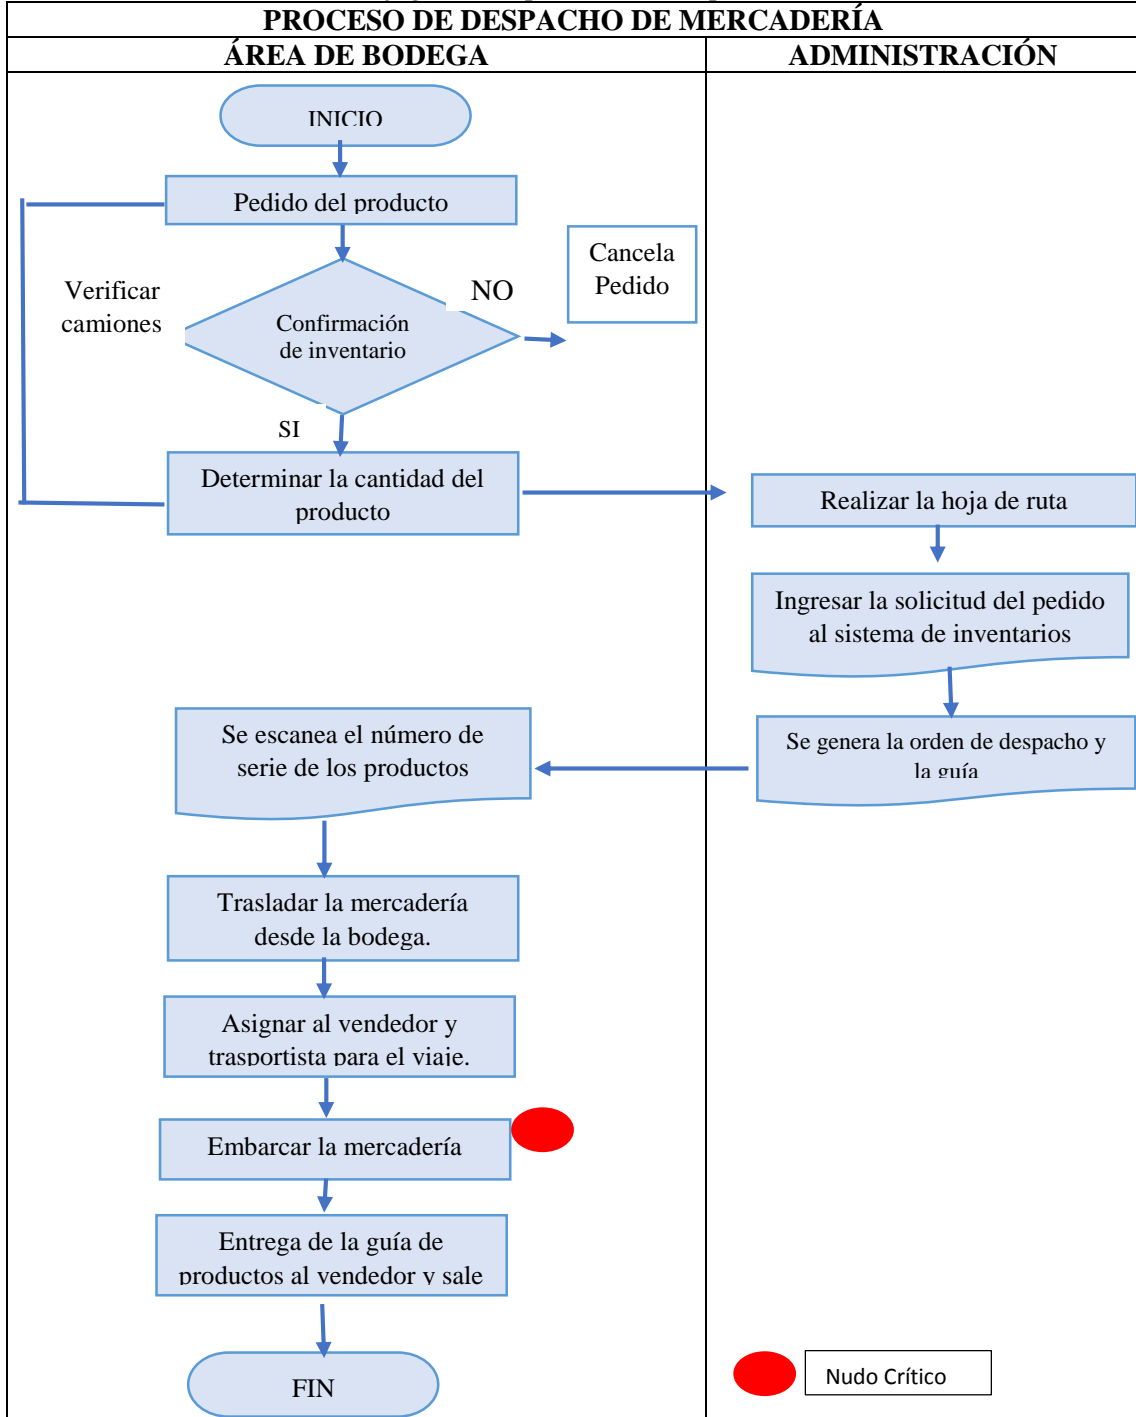 PROCESO DE DESPACHO DE MERCADERÍA
ÁREA DE BODEGA
ADMINISTRACIÓN
INICIO
Pedido del producto
Cancela
Pedido
NO
Verificar
camiones
Confirmación
de inventario
SI
Determinar la cantidad del
producto
Realizar la hoja de ruta
Ingresar la solicitud del pedido
al sistema de inventarios
Se genera la orden de despacho y
la guía
Se escanea el número de
serie de los productos
Trasladar la mercadería
desde la bodega.
Asignar al vendedor y
trasportista para el viaje.
Embarcar la mercadería
Entrega de la guía de
productos al vendedor y sale
FIN
Nudo Crítico